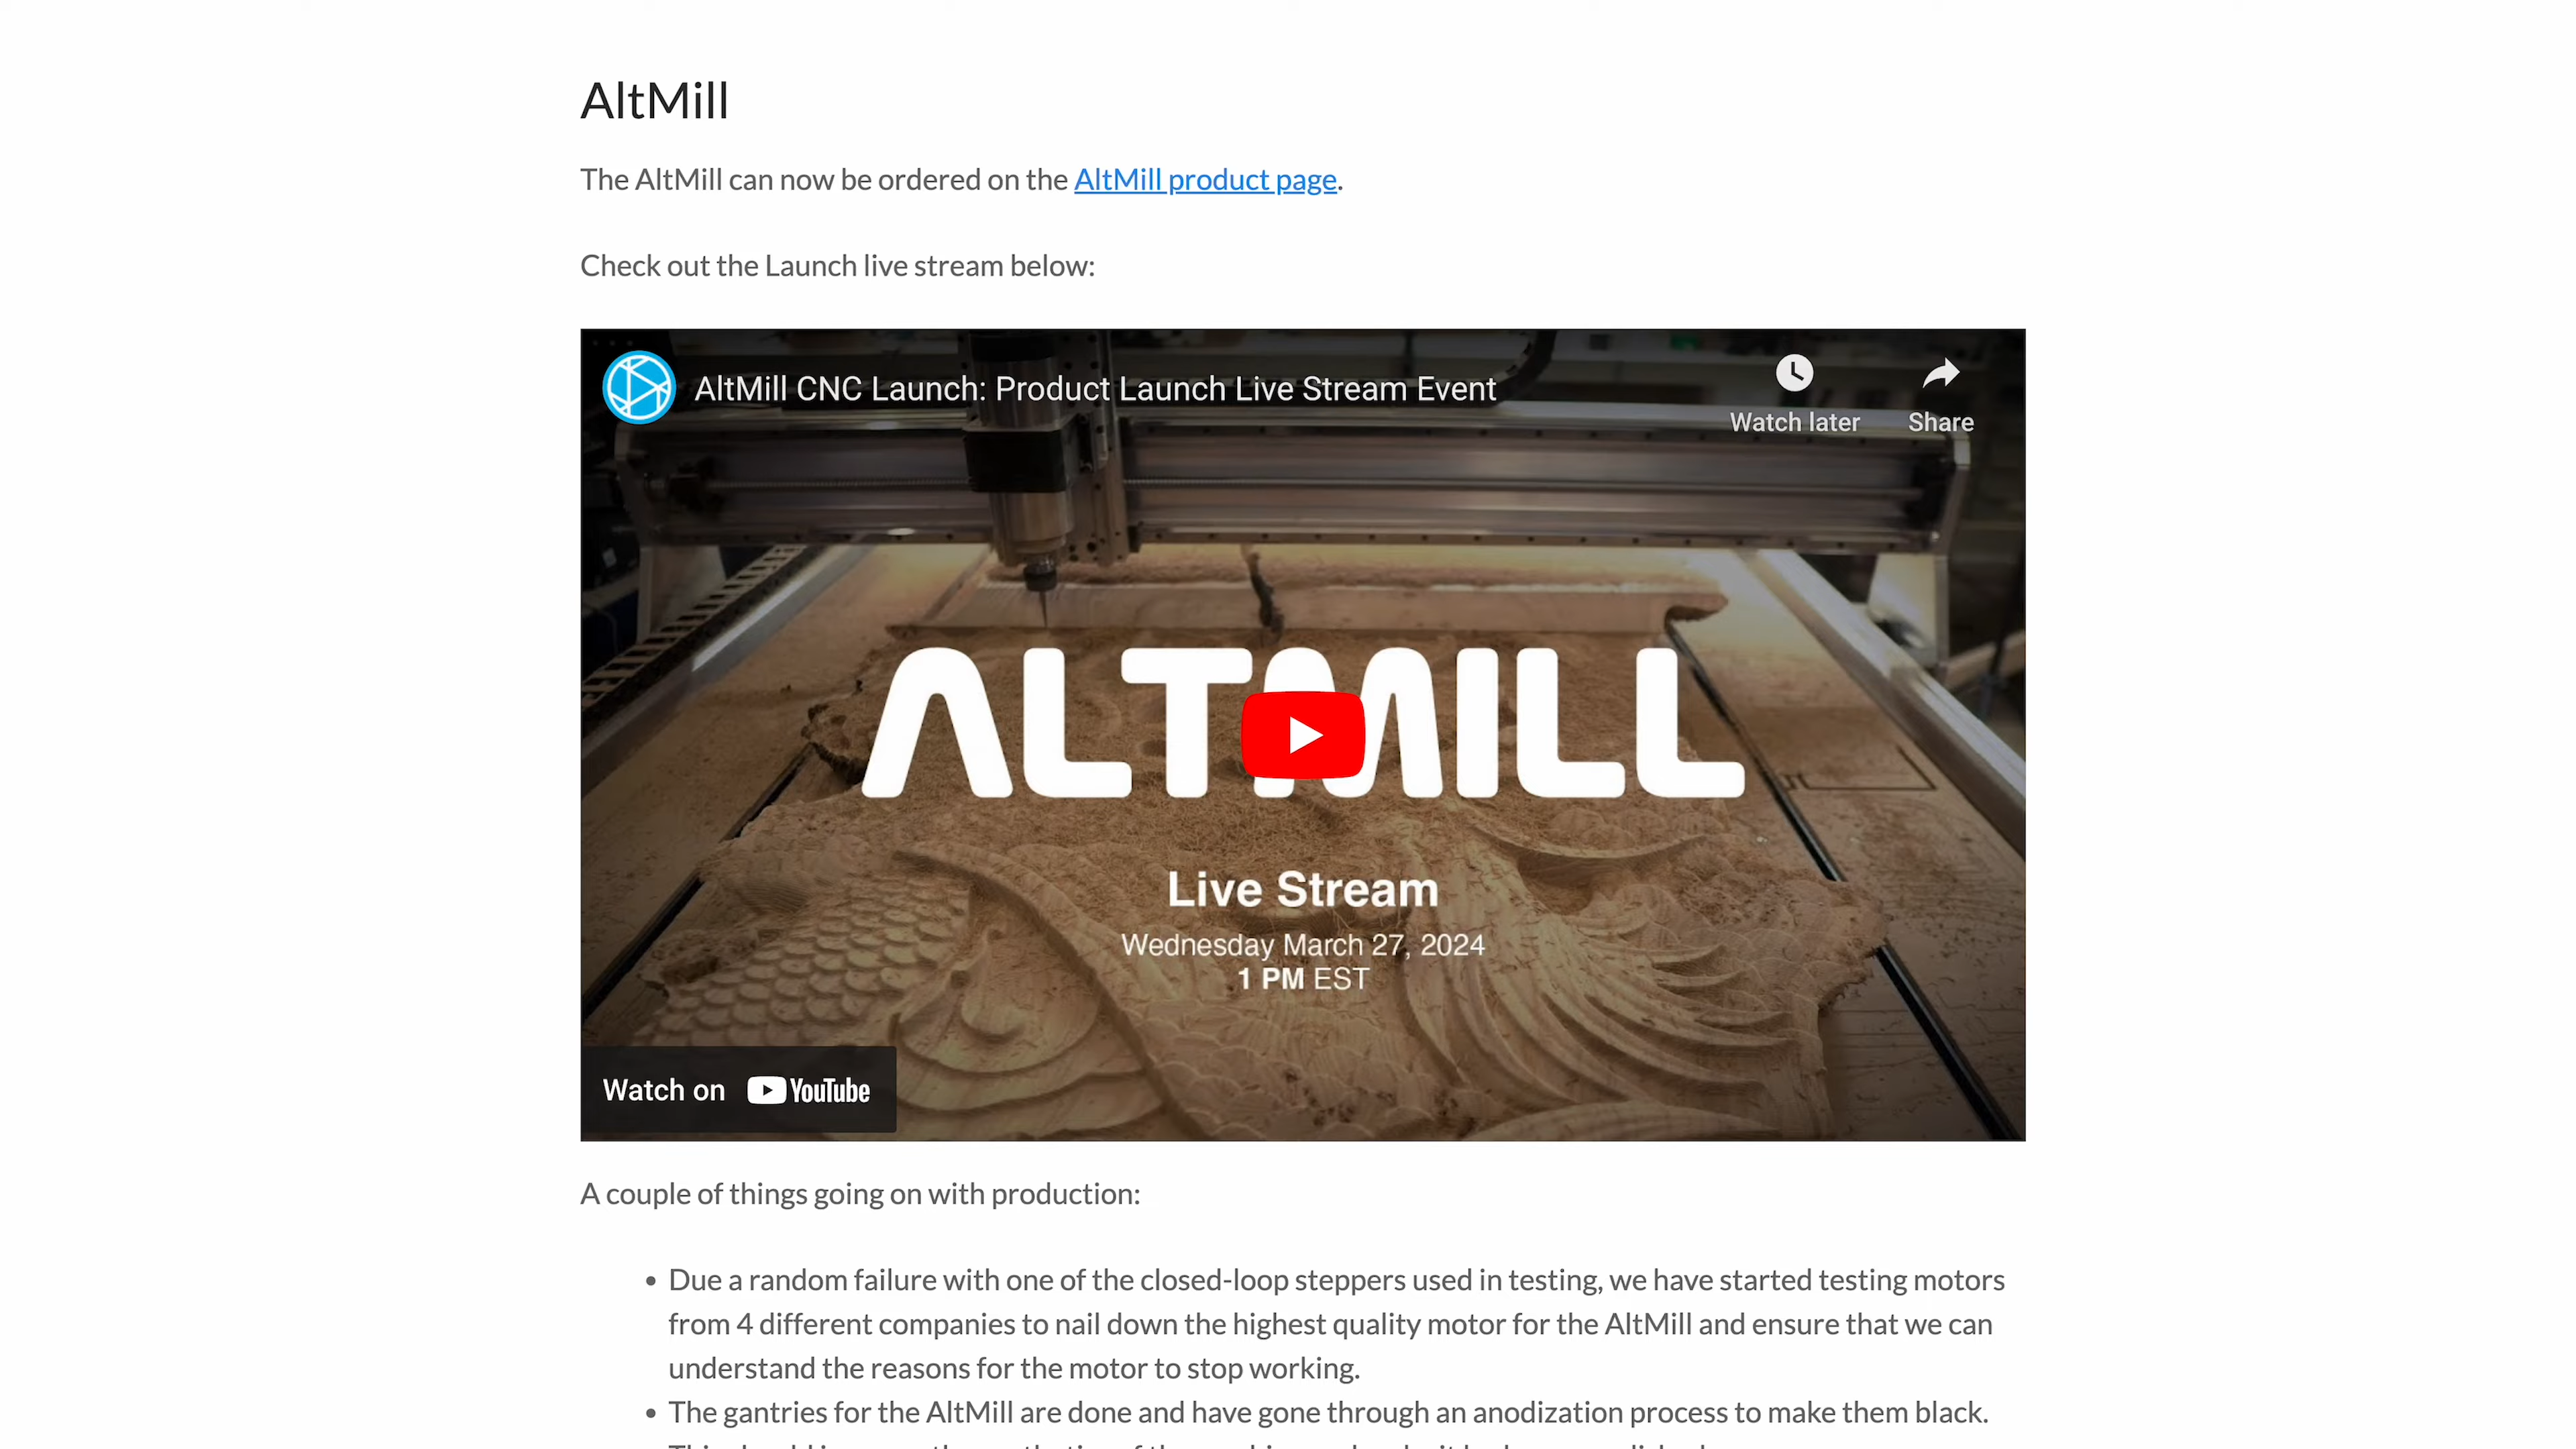 AltMill
The AltMill can now be ordered on the AltMill product page.
Check out the Launch live stream below:
AltMill CNC Launch: Product Launch Live Stream Event
Watch later
Share
ALTMILL
Live Stream
Wednesday March 27, 2024
1 PM EST
Watch on YouTube
A couple of things going on with production:
• Due a random failure with one of the closed-loop steppers used in testing, we have started testing motors
from 4 different companies to nail down the highest quality motor for the AltMill and ensure that we can
understand the reasons for the motor to stop working.
• The gantries for the AltMill are done and have gone through an anodization process to make them black.